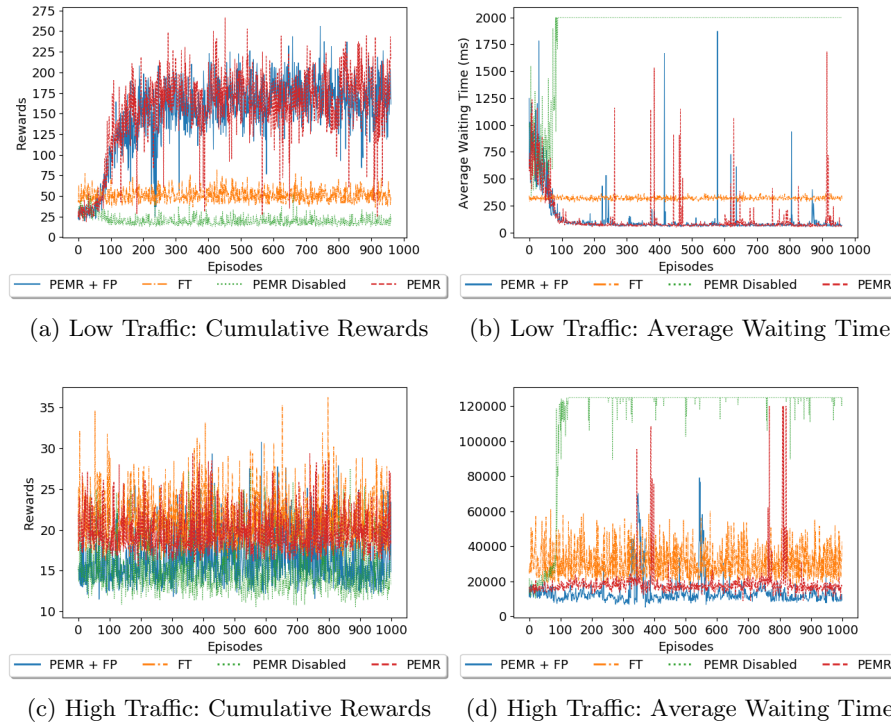 275
250
225
200
175
150
125
100
75
50
25
0
Rewards
0 100 200 300 400 500 600 700 800 900 1000
Episodes
PEMR + FP FT PEMR Disabled PEMR
(a) Low Traffic: Cumulative Rewards
2000
1750
1500
1250
1000
750
500
250
0
Average Waiting Time (ms)
0 100 200 300 400 500 600 700 800 900 1000
Episodes
PEMR + FP FT PEMR Disabled PEMR
(b) Low Traffic: Average Waiting Time
35
30
25
20
15
10
Rewards
0 100 200 300 400 500 600 700 800 900 1000
Episodes
PEMR + FP FT PEMR Disabled PEMR
(c) High Traffic: Cumulative Rewards
120000
100000
80000
60000
40000
20000
0
0 100 200 300 400 500 600 700 800 900 1000
Episodes
PEMR + FP FT PEMR Disabled PEMR
(d) High Traffic: Average Waiting Time